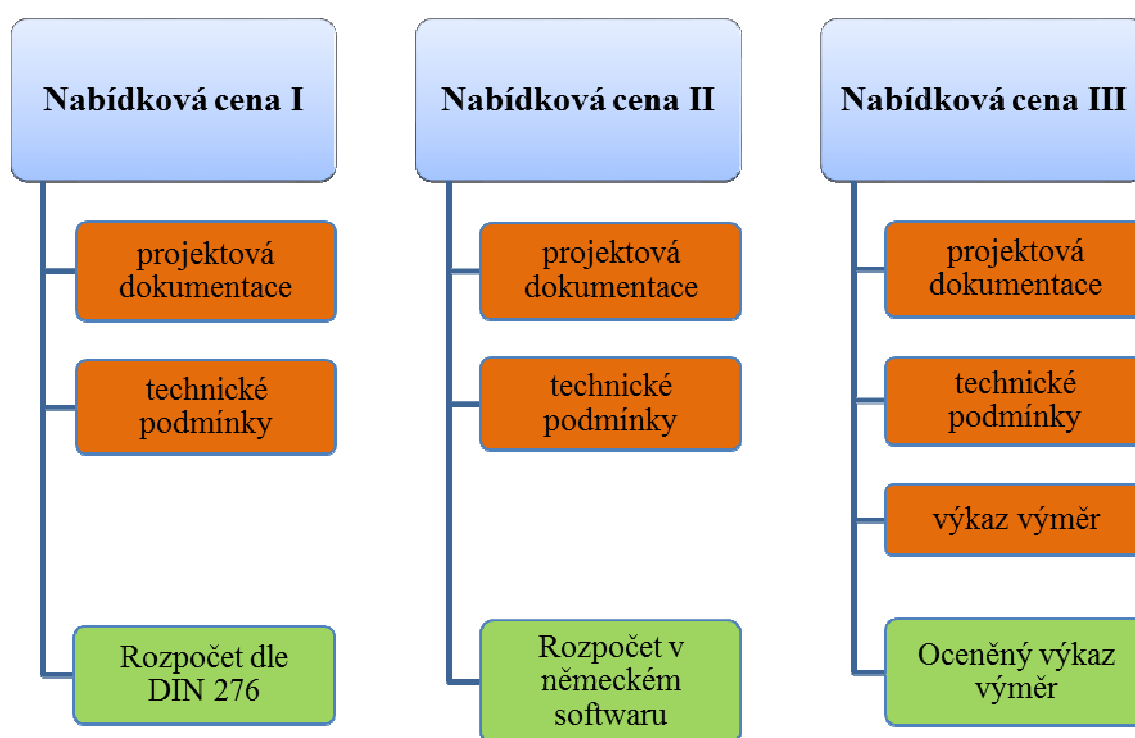 Nabídková cena I
projektová
dokumentace
technické
podmínky
Rozpočet dle
DIN 276
Nabídková cena II
projektová
dokumentace
technické
podmínky
Rozpočet v
německém
softwaru
Nabídková cena III
projektová
dokumentace
technické
podmínky
výkaz výměr
Oceněný výkaz
výměr